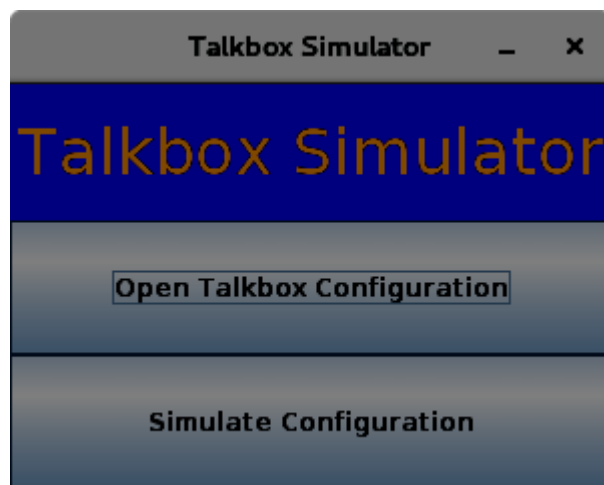 Talkbox Simulator
Talkbox Simulator
Open Talkbox Configuration
Simulate Configuration